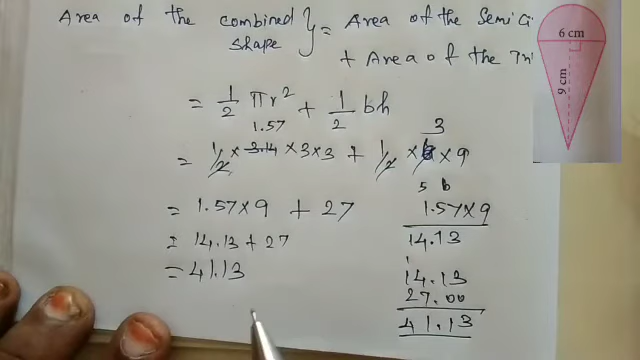 Area of the combined shape } = Area of the Semi Ci
+ Area of the Tri
6 cm
9 cm
= 1/2 πr² + 1/2 bh
1.57 3
= 1/2 × 3.14 × 3 × 3 + 1/2 × 6 × 9
= 1.57 × 9 + 27
= 14.13 + 27
= 41.13
5 6
1.57 × 9
14.13
1
14.13
27.00
41.13